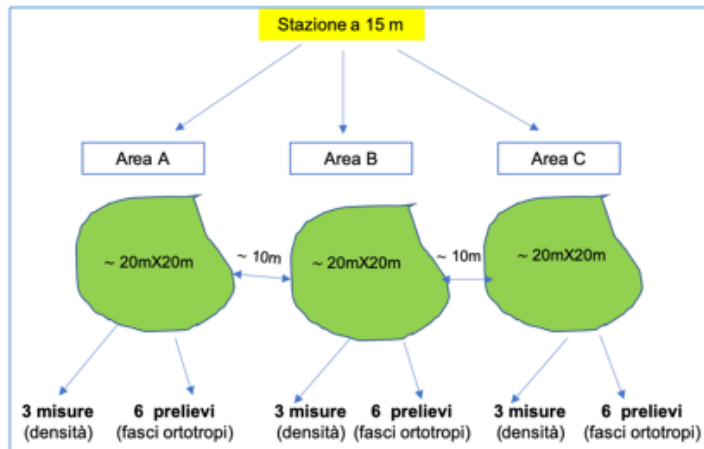 Stazione a 15 m
Area A
Area B
Area C
~ 20mX20m
~ 10m
~ 20mX20m
~ 10m
~ 20mX20m
3 misure
(densità)
6 prelievi
(fasci ortotropi)
3 misure
(densità)
6 prelievi
(fasci ortotropi)
3 misure
(densità)
6 prelievi
(fasci ortotropi)